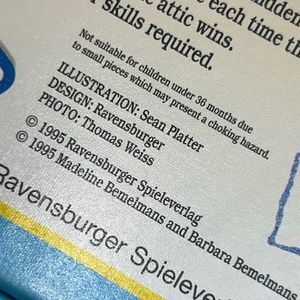 idden
e each time th
e attic wins.
skills required.
Not suitable for children under 36 months due
to small pieces which may present a choking hazard.
ILLUSTRATION: Sean Platter
DESIGN: Ravensburger
PHOTO: Thomas Weiss
© 1995 Ravensburger Spieleverlag
© 1995 Madeline Bemelmans and Barbara Bemelmans
Ravensburger Spielever